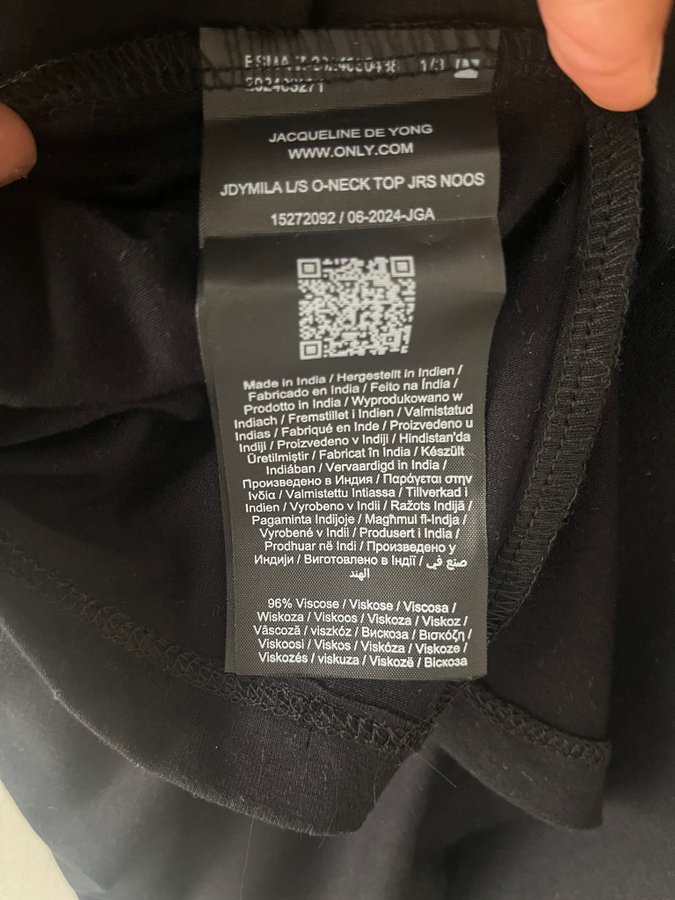 202403271
JACQUELINE DE YONG
WWW.ONLY.COM
JDYMILA L/S O-NECK TOP JRS NOOS
15272092 / 06-2024-JGA
Made in India / Hergestellt in Indien /
Fabricado en India / Feito na Índia /
Prodotto in India / Wyprodukowano w
Indiach / Fremstillet i Indien / Valmistatud
Indias / Fabriqué en Inde / Proizvedeno u
Indiji / Proizvedeno v Indiji / Hindistan'da
Üretilmiştir / Fabricat în India / Készült
Indiában / Vervaardigd in India /
Произведено в Индия / Παράγεται στην
Ινδία / Valmistettu Intiassa / Tillverkad i
Indien / Vyrobeno v Indii / Ražots Indijā /
Pagaminta Indijoje / Magħmul fl-Indja /
Vyrobené v Indii / Produsert i India /
Prodhuar në Indi / Произведено у
Индији / Виготовлено в Індії / صنع في
الهند
96% Viscose / Viskose / Viscosa /
Wiskoza / Viskoos / Viskoza / Viskoz /
Vâscoză / viszkóz / Вискоза / Βισκόζη /
Viskoosi / Viskos / Viskóza / Viskoze /
Viskozės / viskuza / Viskozë / Віскоза